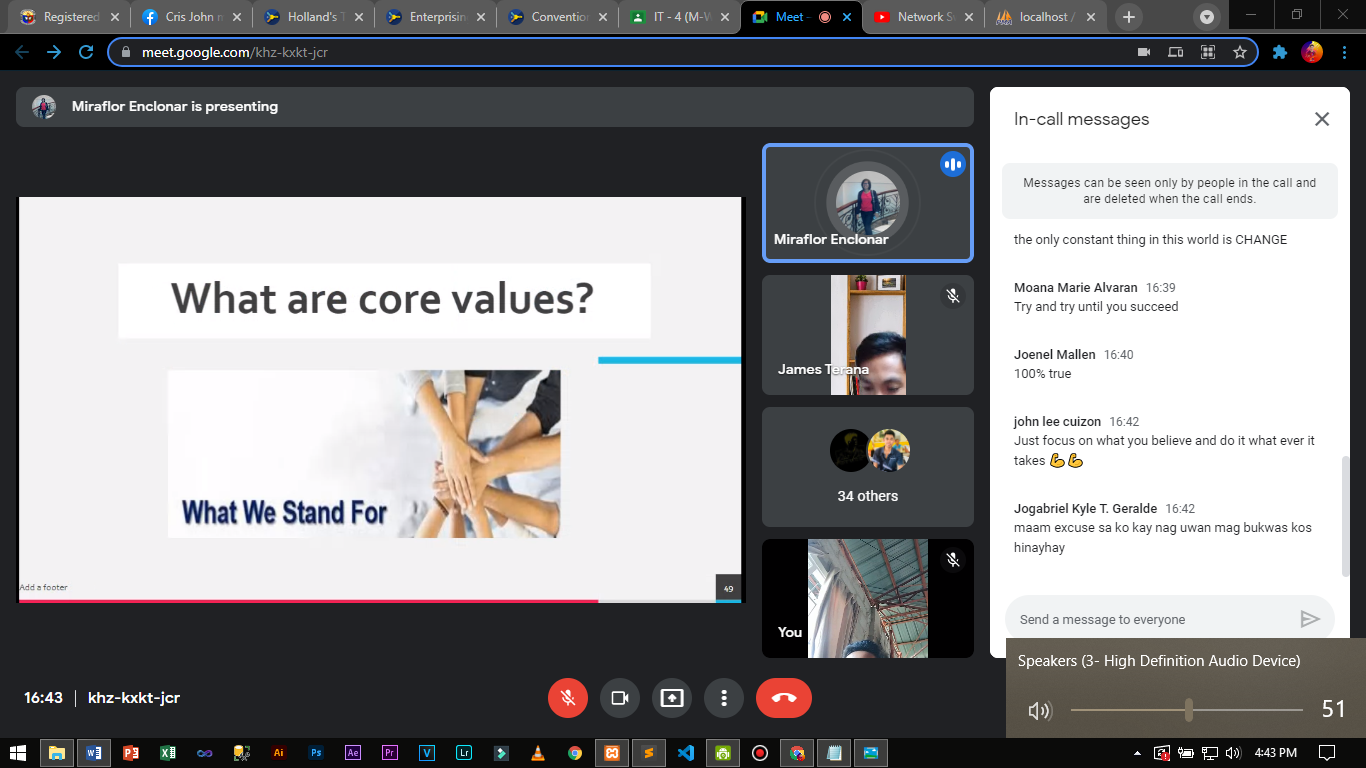 Registered
Cris John m
Holland's T
Enterprisin
Convention
IT - 4 (M-W
Meet -
Network S
localhost /
meet.google.com/khz-kxkt-jcr
Miraflor Enclonar is presenting
What are core values?
What We Stand For
Add a footer
49
Miraflor Enclonar
James Terana
34 others
You
In-call messages
Messages can be seen only by people in the call and
are deleted when the call ends.
the only constant thing in this world is CHANGE
Moana Marie Alvaran 16:39
Try and try until you succeed
Joenel Mallen 16:40
100% true
john lee cuizon 16:42
Just focus on what you believe and do it what ever it
takes 💪💪
Jogabriel Kyle T. Geralde 16:42
maam excuse sa ko kay nag uwan mag bukwas kos
hinayhay
Send a message to everyone
Speakers (3- High Definition Audio Device)
51
16:43 | khz-kxkt-jcr
Ai
Ps
Ae
Pr
V
Lr
4:43 PM